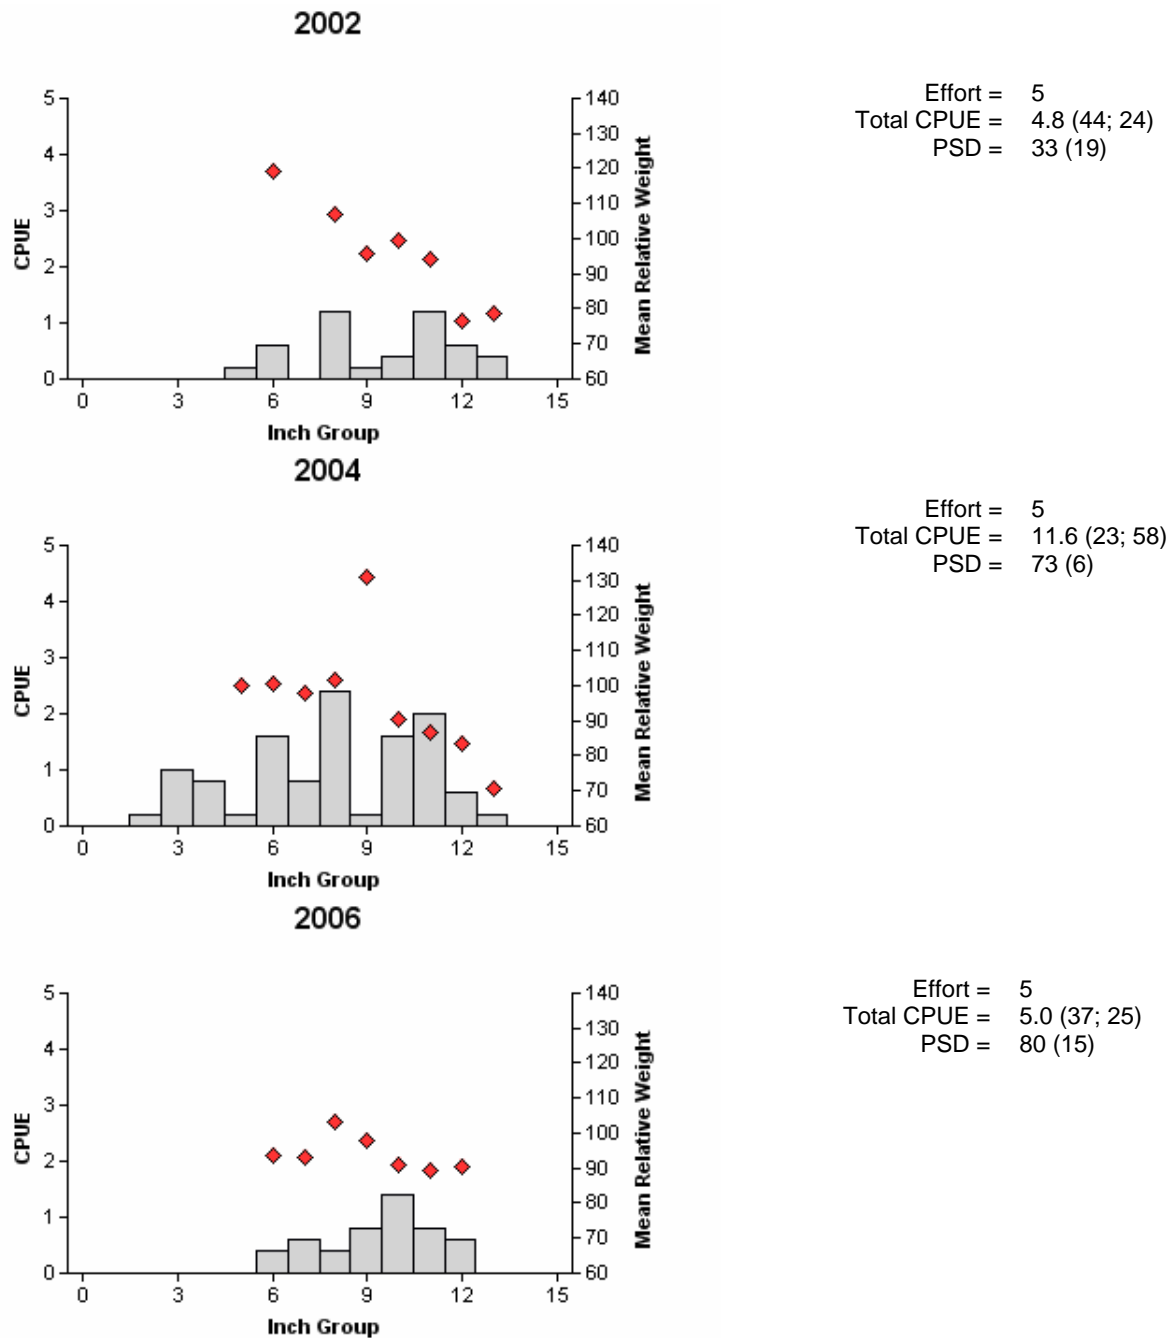 2002
Effort = 5
Total CPUE = 4.8 (44; 24)
PSD = 33 (19)
5
4
3
2
1
0
CPUE
140
130
120
110
100
90
80
70
60
Mean Relative Weight
0 3 6 9 12 15
Inch Group
2004
Effort = 5
Total CPUE = 11.6 (23; 58)
PSD = 73 (6)
5
4
3
2
1
0
CPUE
140
130
120
110
100
90
80
70
60
Mean Relative Weight
0 3 6 9 12 15
Inch Group
2006
Effort = 5
Total CPUE = 5.0 (37; 25)
PSD = 80 (15)
5
4
3
2
1
0
CPUE
140
130
120
110
100
90
80
70
60
Mean Relative Weight
0 3 6 9 12 15
Inch Group